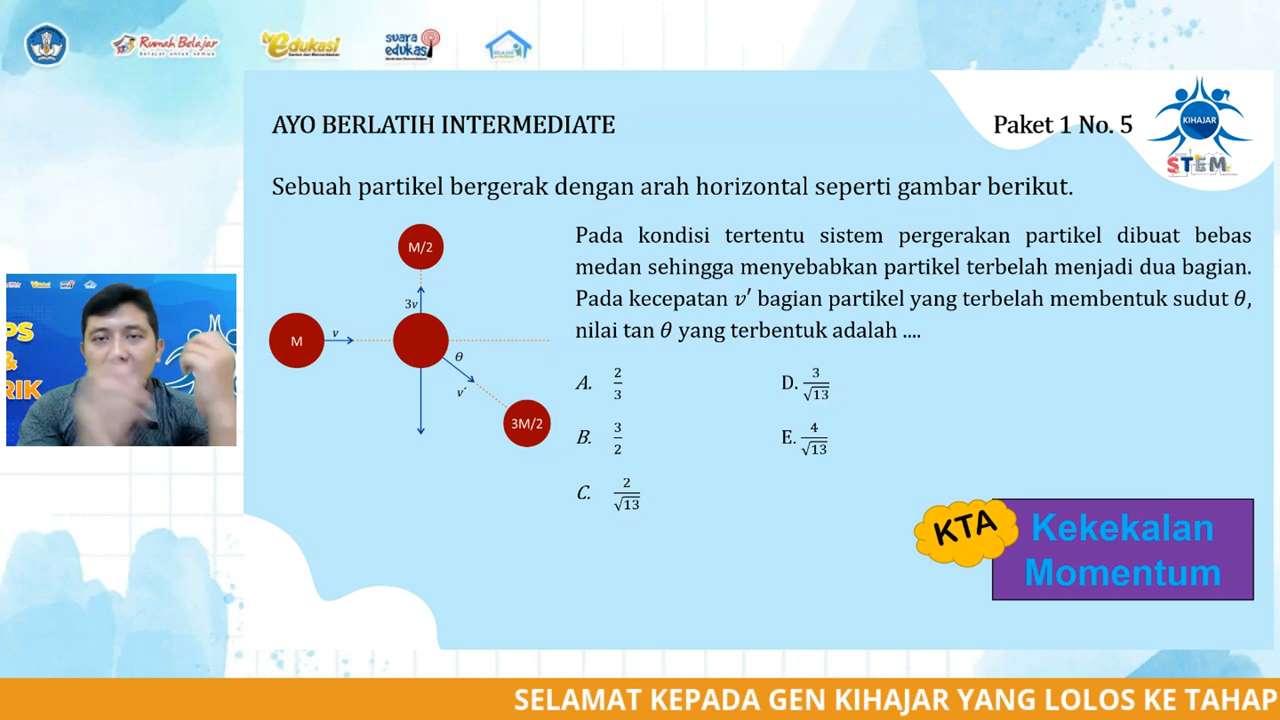 Rumah Belajar
tv edukasi
suara
edukasi
AYO BERLATIH INTERMEDIATE
Paket 1 No. 5
KIHAJAR
STEM
Sebuah partikel bergerak dengan arah horizontal seperti gambar berikut.
M/2
3v
M
v
θ
v'
3M/2
Pada kondisi tertentu sistem pergerakan partikel dibuat bebas
medan sehingga menyebabkan partikel terbelah menjadi dua bagian.
Pada kecepatan v′ bagian partikel yang terbelah membentuk sudut θ,
nilai tan θ yang terbentuk adalah ....
A. 2/3
B. 3/2
C. 2/√13
D. 3/√13
E. 4/√13
KTA
Kekekalan
Momentum
PS
&
RIK
SELAMAT KEPADA GEN KIHAJAR YANG LOLOS KE TAHAP